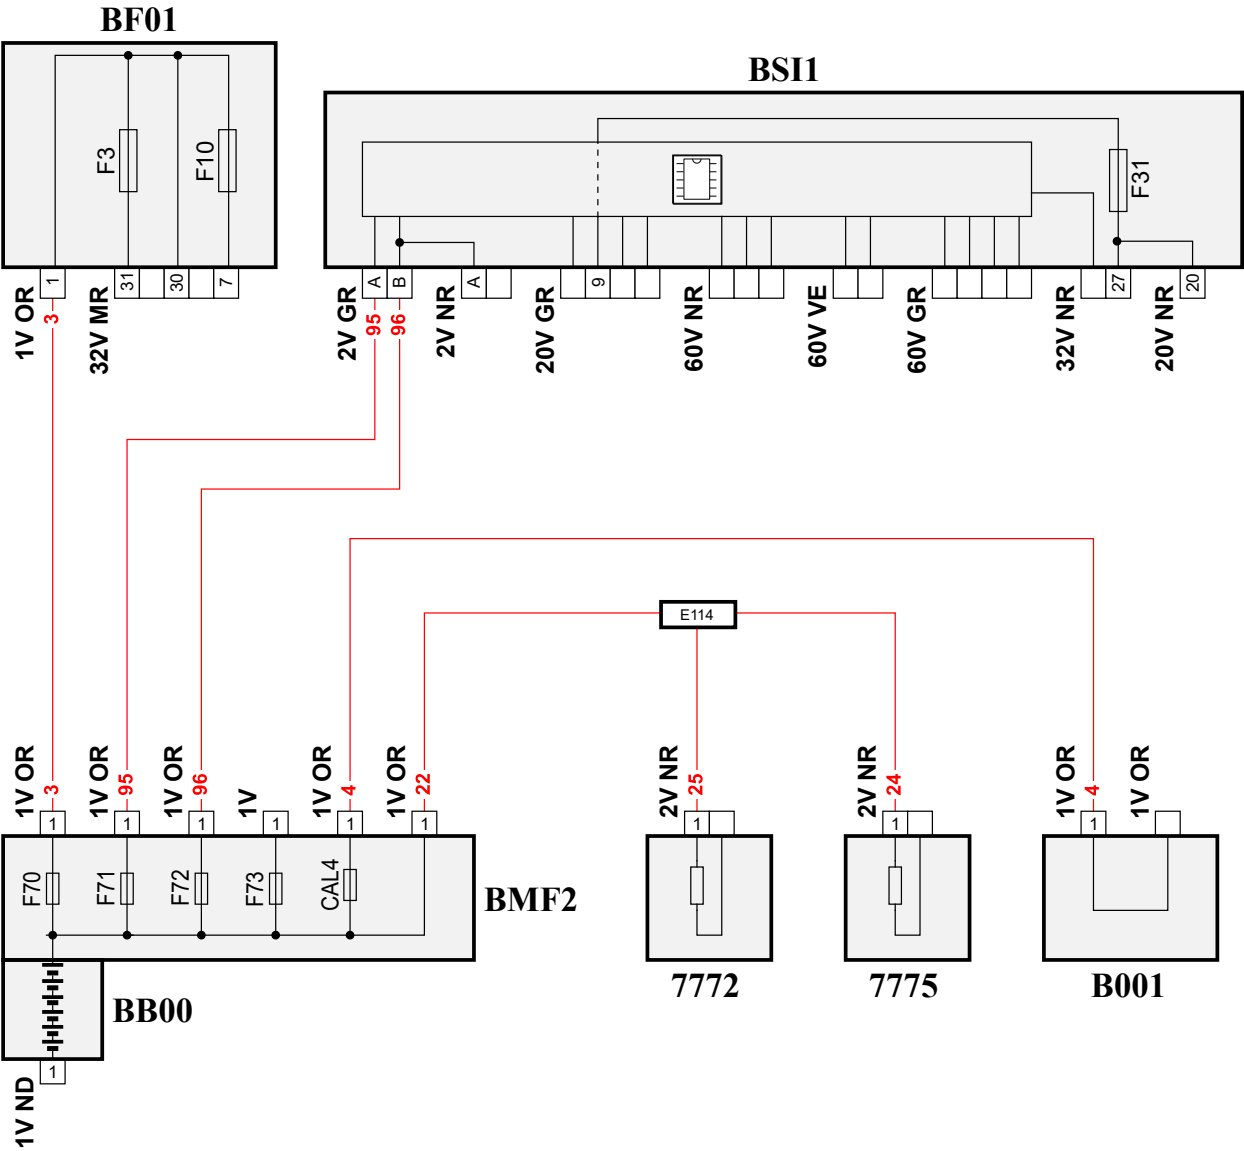 BF01
BSI1
F3
F10
F31
1
31
30
7
A
B
A
9
27
20
1V OR
3
32V MR
2V GR
95
96
2V NR
20V GR
60V NR
60V VE
60V GR
32V NR
20V NR
E114
1V OR
3
1V OR
95
1V OR
96
1V
1V OR
4
1V OR
22
2V NR
25
2V NR
24
1V OR
4
1V OR
1
1
1
1
1
1
1
1
1
F70
F71
F72
F73
CAL4
BMF2
7772
7775
B001
BB00
1
1V ND